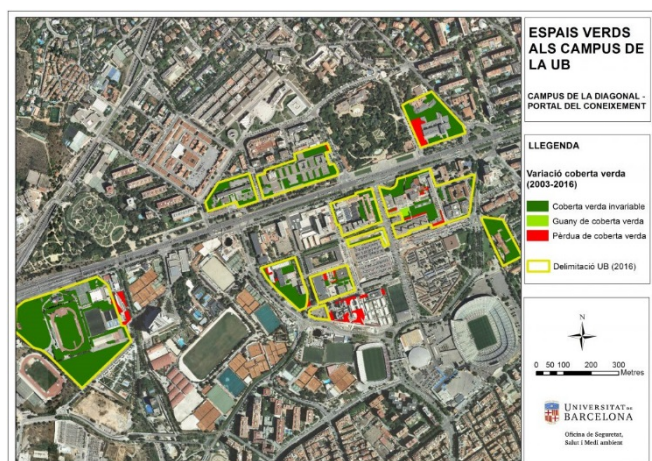 ESPAIS VERDS
ALS CAMPUS DE
LA UB
CAMPUS DE LA DIAGONAL -
PORTAL DEL CONEIXEMENT
LLEGENDA
Variació coberta verda
(2003-2016)
Coberta verda invariable
Guany de coberta verda
Pèrdua de coberta verda
Delimitació UB (2016)
N
0 50 100 200 300
Metres
UNIVERSITAT DE
BARCELONA
Oficina de Seguretat,
Salut i Medi ambient